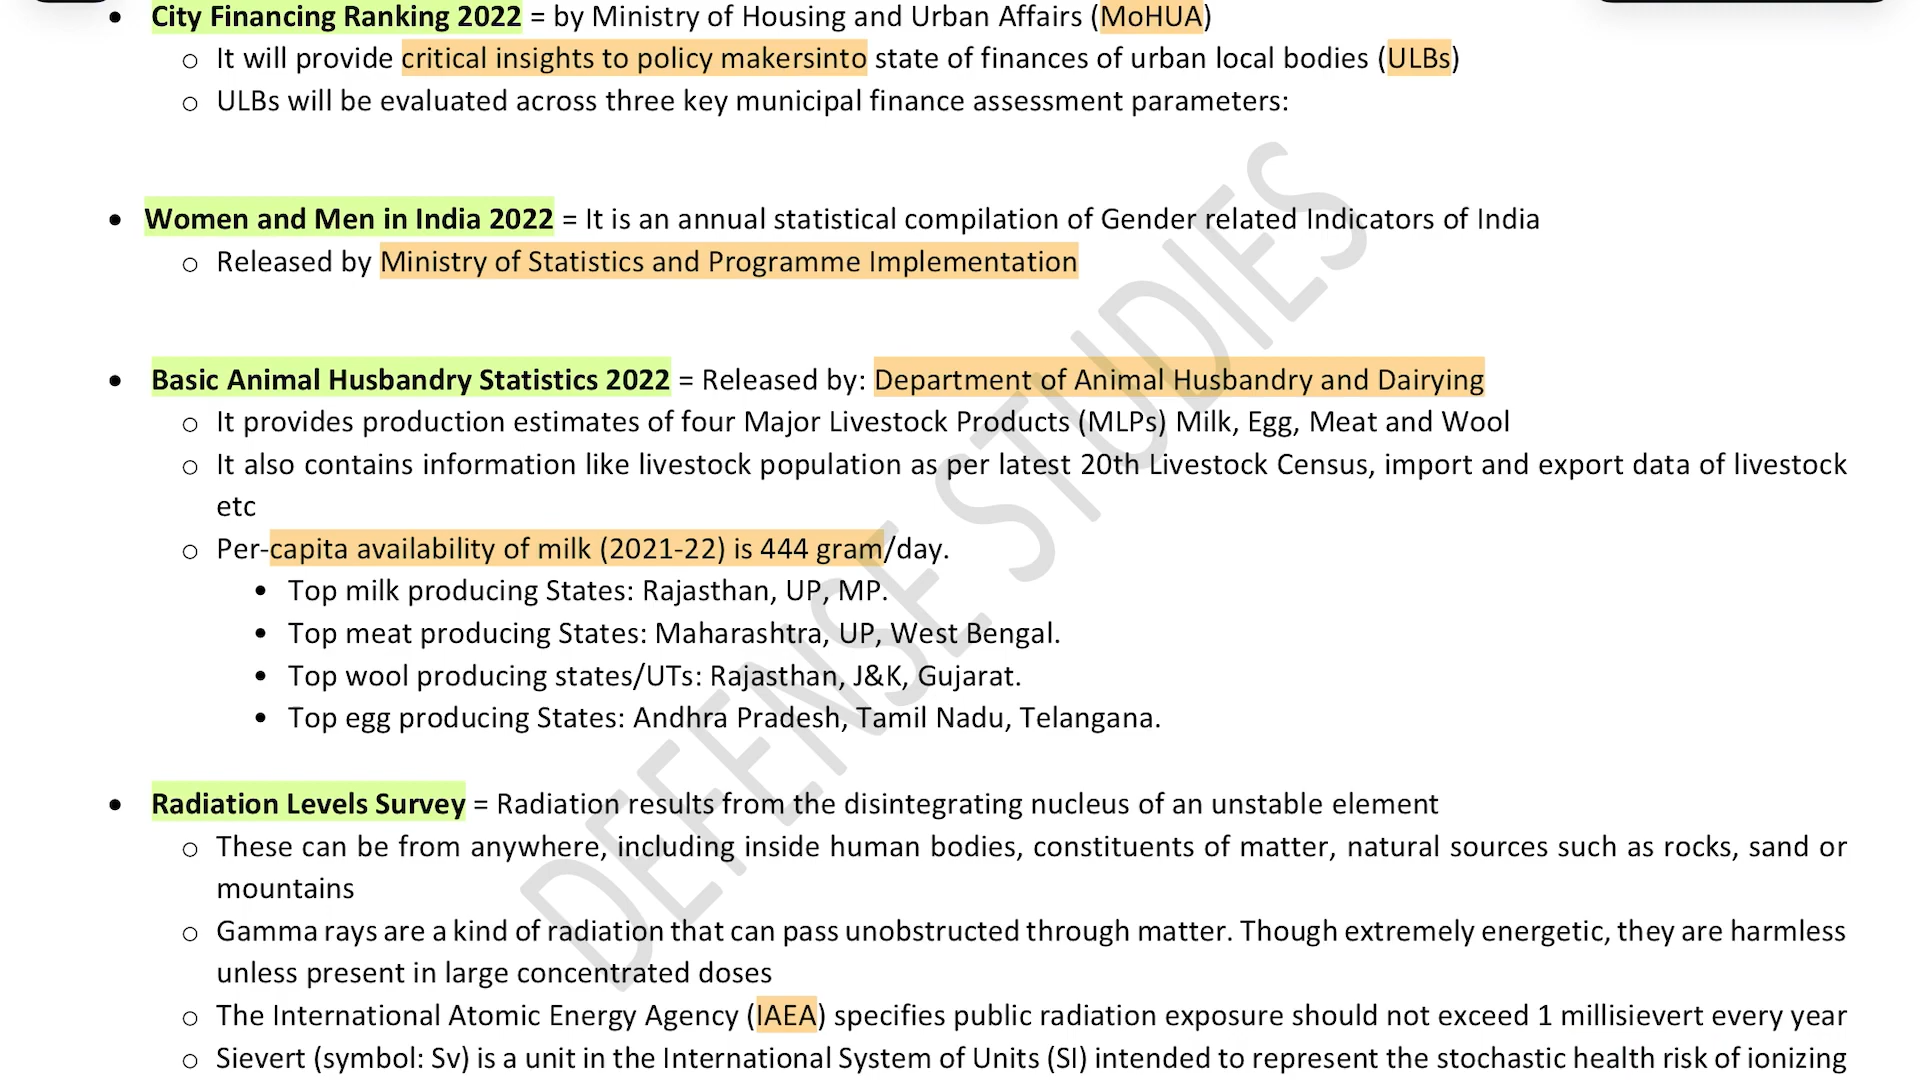 • City Financing Ranking 2022 = by Ministry of Housing and Urban Affairs (MoHUA)
o It will provide critical insights to policy makersinto state of finances of urban local bodies (ULBs)
o ULBs will be evaluated across three key municipal finance assessment parameters:
• Women and Men in India 2022 = It is an annual statistical compilation of Gender related Indicators of India
o Released by Ministry of Statistics and Programme Implementation
• Basic Animal Husbandry Statistics 2022 = Released by: Department of Animal Husbandry and Dairying
o It provides production estimates of four Major Livestock Products (MLPs) Milk, Egg, Meat and Wool
o It also contains information like livestock population as per latest 20th Livestock Census, import and export data of livestock
etc
o Per-capita availability of milk (2021-22) is 444 gram/day.
• Top milk producing States: Rajasthan, UP, MP.
• Top meat producing States: Maharashtra, UP, West Bengal.
• Top wool producing states/UTs: Rajasthan, J&K, Gujarat.
• Top egg producing States: Andhra Pradesh, Tamil Nadu, Telangana.
• Radiation Levels Survey = Radiation results from the disintegrating nucleus of an unstable element
o These can be from anywhere, including inside human bodies, constituents of matter, natural sources such as rocks, sand or
mountains
o Gamma rays are a kind of radiation that can pass unobstructed through matter. Though extremely energetic, they are harmless
unless present in large concentrated doses
o The International Atomic Energy Agency (IAEA) specifies public radiation exposure should not exceed 1 millisievert every year
o Sievert (symbol: Sv) is a unit in the International System of Units (SI) intended to represent the stochastic health risk of ionizing
DEFENSE STUDIES